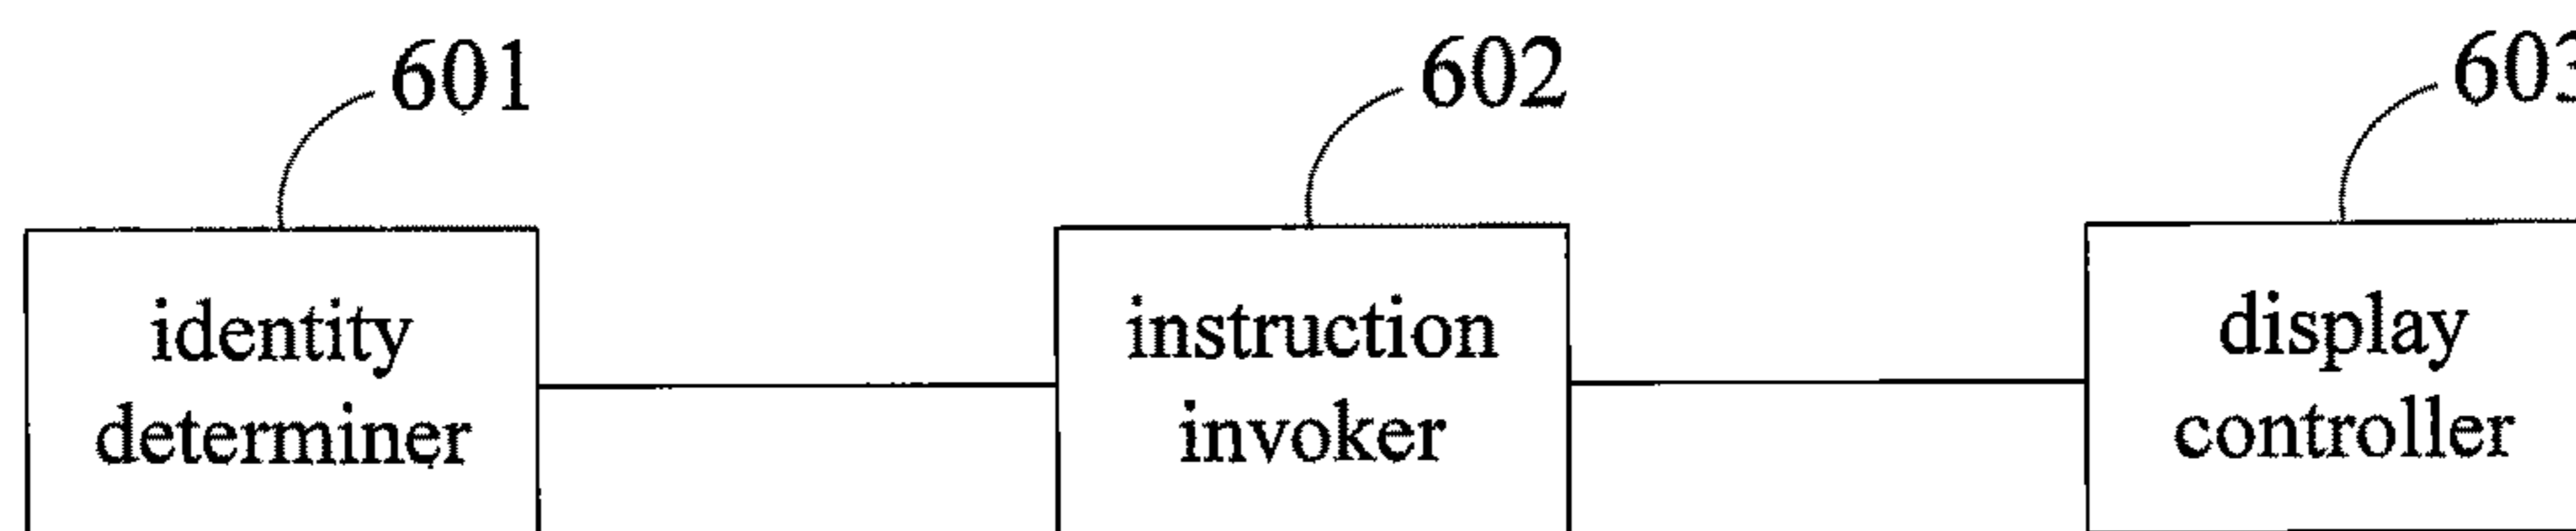 601
602
603
identity
determiner
instruction
invoker
display
controller